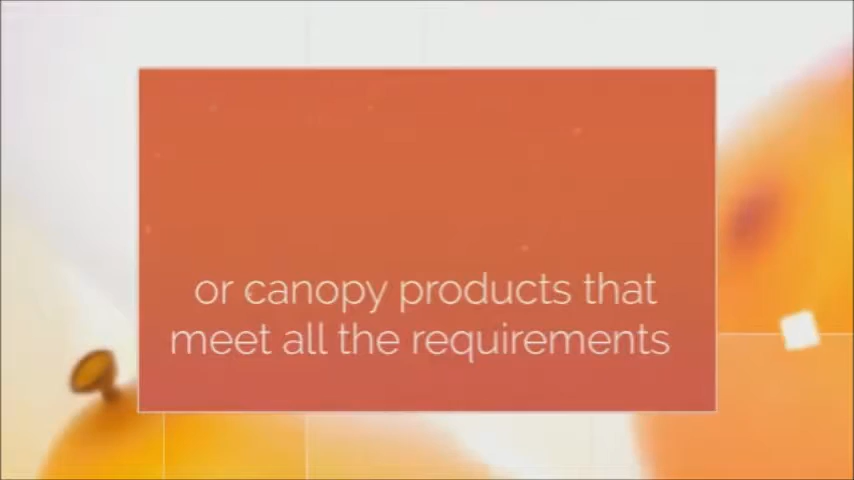 or canopy products that
meet all the requirements